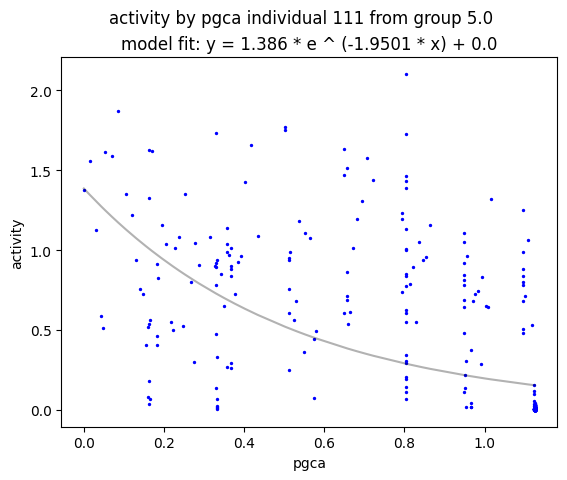 activity by pgca individual 111 from group 5.0
model fit: y = 1.386 * e ^ (-1.9501 * x) + 0.0
activity
2.0
1.5
1.0
0.5
0.0
0.0
0.2
0.4
0.6
0.8
1.0
pgca